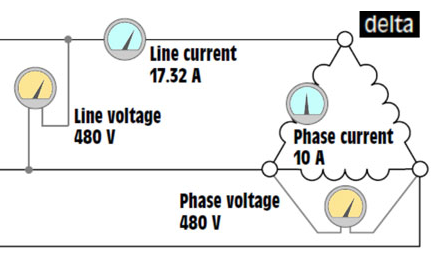 delta
Line current
17.32 A
Line voltage
480 V
Phase current
10 A
Phase voltage
480 V